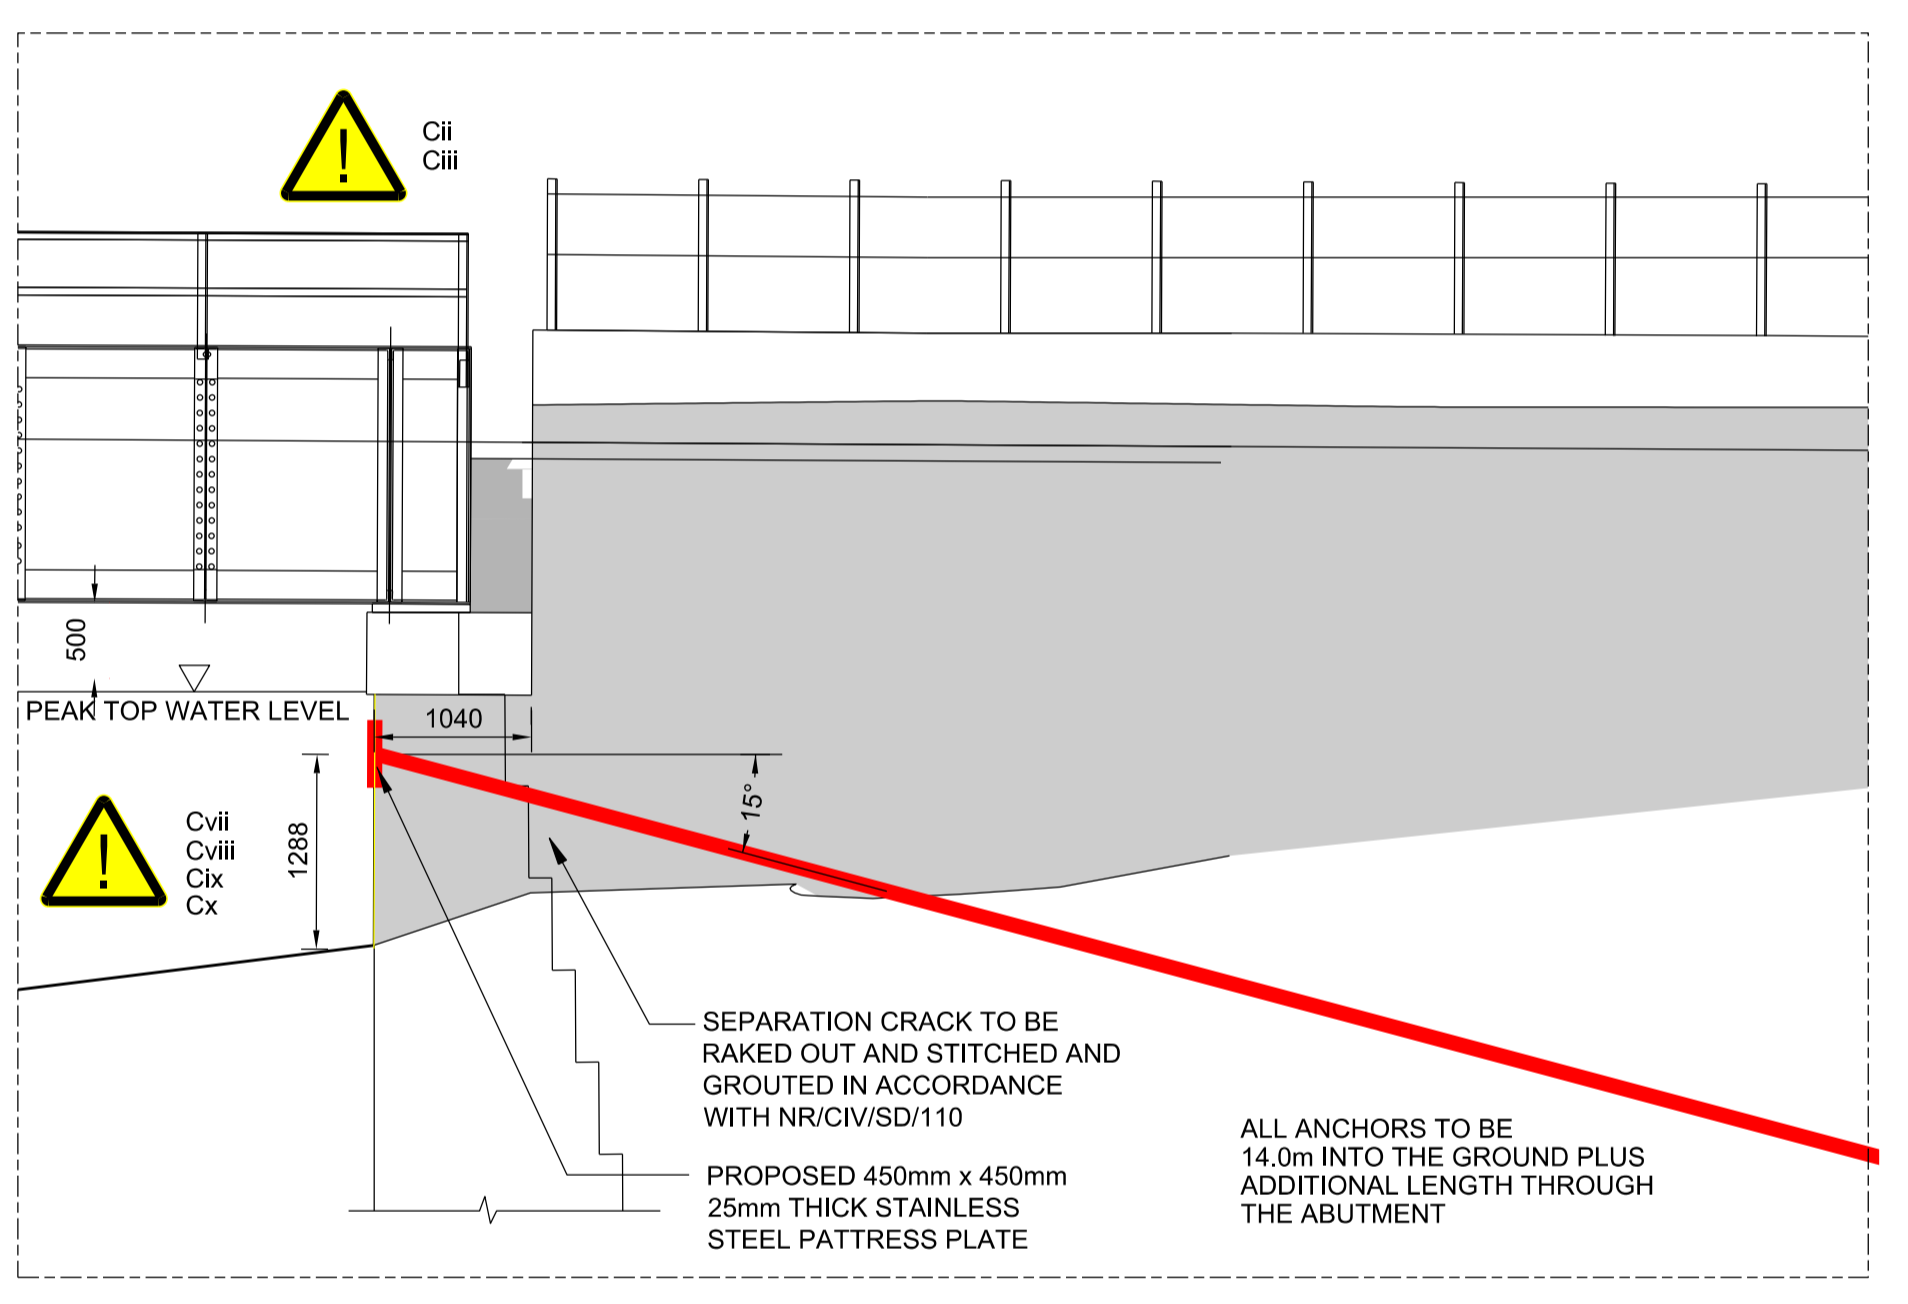 !
Cii
Ciii
500
PEAK TOP WATER LEVEL
1040
15°
1288
!
Cvii
Cviii
Cix
Cx
SEPARATION CRACK TO BE
RAKED OUT AND STITCHED AND
GROUTED IN ACCORDANCE
WITH NR/CIV/SD/110
PROPOSED 450mm x 450mm
25mm THICK STAINLESS
STEEL PATTRESS PLATE
ALL ANCHORS TO BE
14.0m INTO THE GROUND PLUS
ADDITIONAL LENGTH THROUGH
THE ABUTMENT